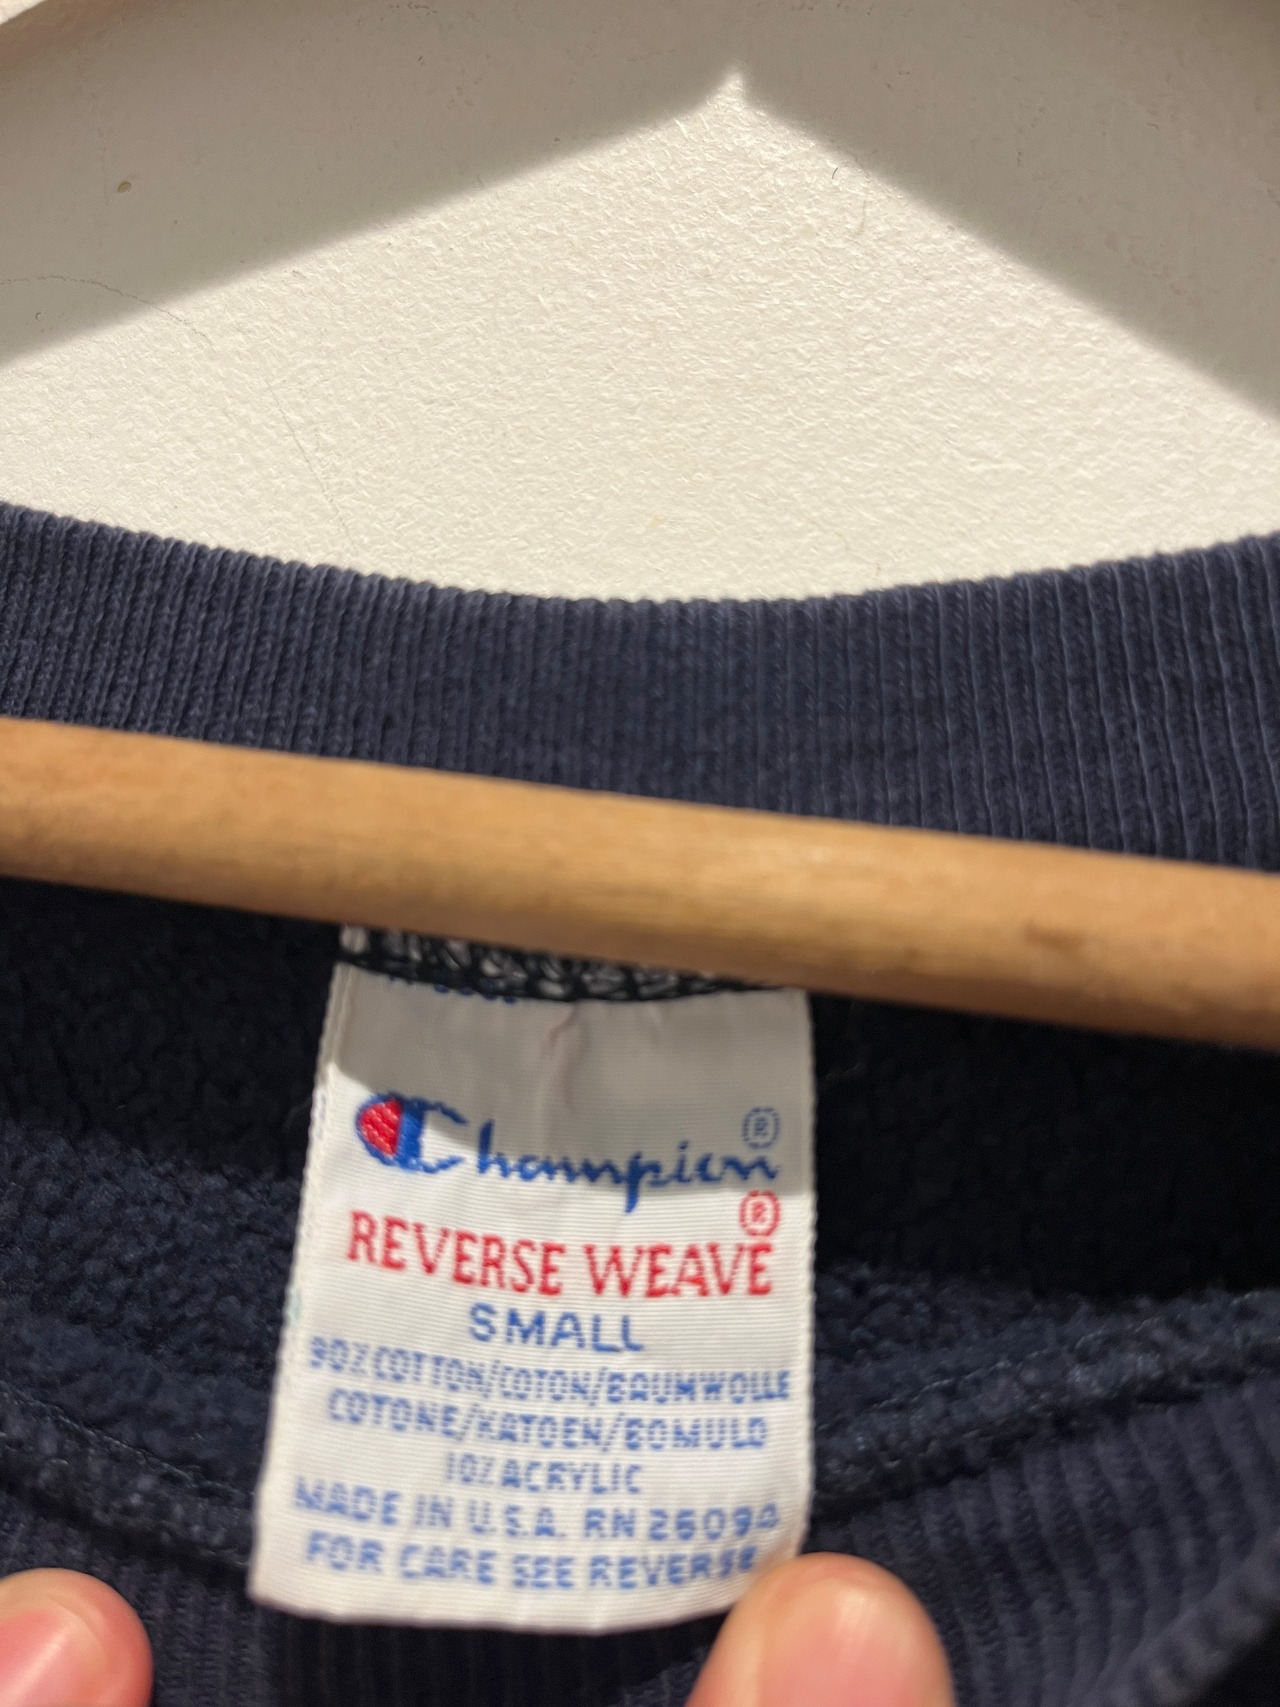 Champion®
REVERSE WEAVE®
SMALL
90% COTTON/COTON/BAUMWOLLE
COTONE/KATOEN/BOMULD
10% ACRYLIC
MADE IN U.S.A. RN 26094
FOR CARE SEE REVERSE